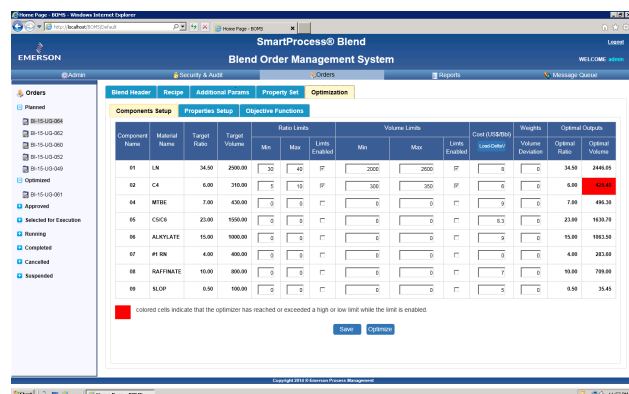 Home Page - BOMS - Windows Internet Explorer
Home Page - BOMS
SmartProcess® Blend
Logout
EMERSON
Blend Order Management System
WELCOME admin
Admin
Security & Audit
Orders
Reports
Message Queue
Orders
Blend Header
Recipe
Additional Params
Property Set
Optimization
Planned
BI-15-UG-064
BI-15-UG-062
BI-15-UG-060
BI-15-UG-052
BI-15-UG-049
Optimized
BI-15-UG-061
Approved
Selected for Execution
Running
Completed
Cancelled
Suspended
Components Setup
Properties Setup
Objective Functions
Component Name
Material Name
Target Ratio
Target Volume
Ratio Limits
Volume Limits
Cost (US$/Bbl)
Weights
Optimal Outputs
Min
Max
Limits Enabled
Min
Max
Limits Enabled
Load-DeltaV
Volume Deviation
Optimal Ratio
Optimal Volume
01 LN 34.50 2500.00 30 40 2000 2600 8 0 34.50 2446.05
02 C4 6.00 310.00 5 10 300 350 6 0 6.00
04 MTBE 7.00 430.00 0 0 0 0 9 0 7.00 496.30
05 C5/C6 23.00 1550.00 0 0 0 0 8.3 0 23.00 1630.70
06 ALKYLATE 15.00 1000.00 0 0 0 0 9 0 15.00 1063.50
07 #1 RN 4.00 400.00 0 0 0 0 0 0 4.00 283.60
08 RAFFINATE 10.00 800.00 0 0 0 0 7 0 10.00 709.00
09 SLOP 0.50 100.00 0 0 0 0 5 0 0.50 35.45
colored cells indicate that the optimizer has reached or exceeded a high or low limit while the limit is enabled.
Save
Optimize
Copyright 2014 © Emerson Process Management